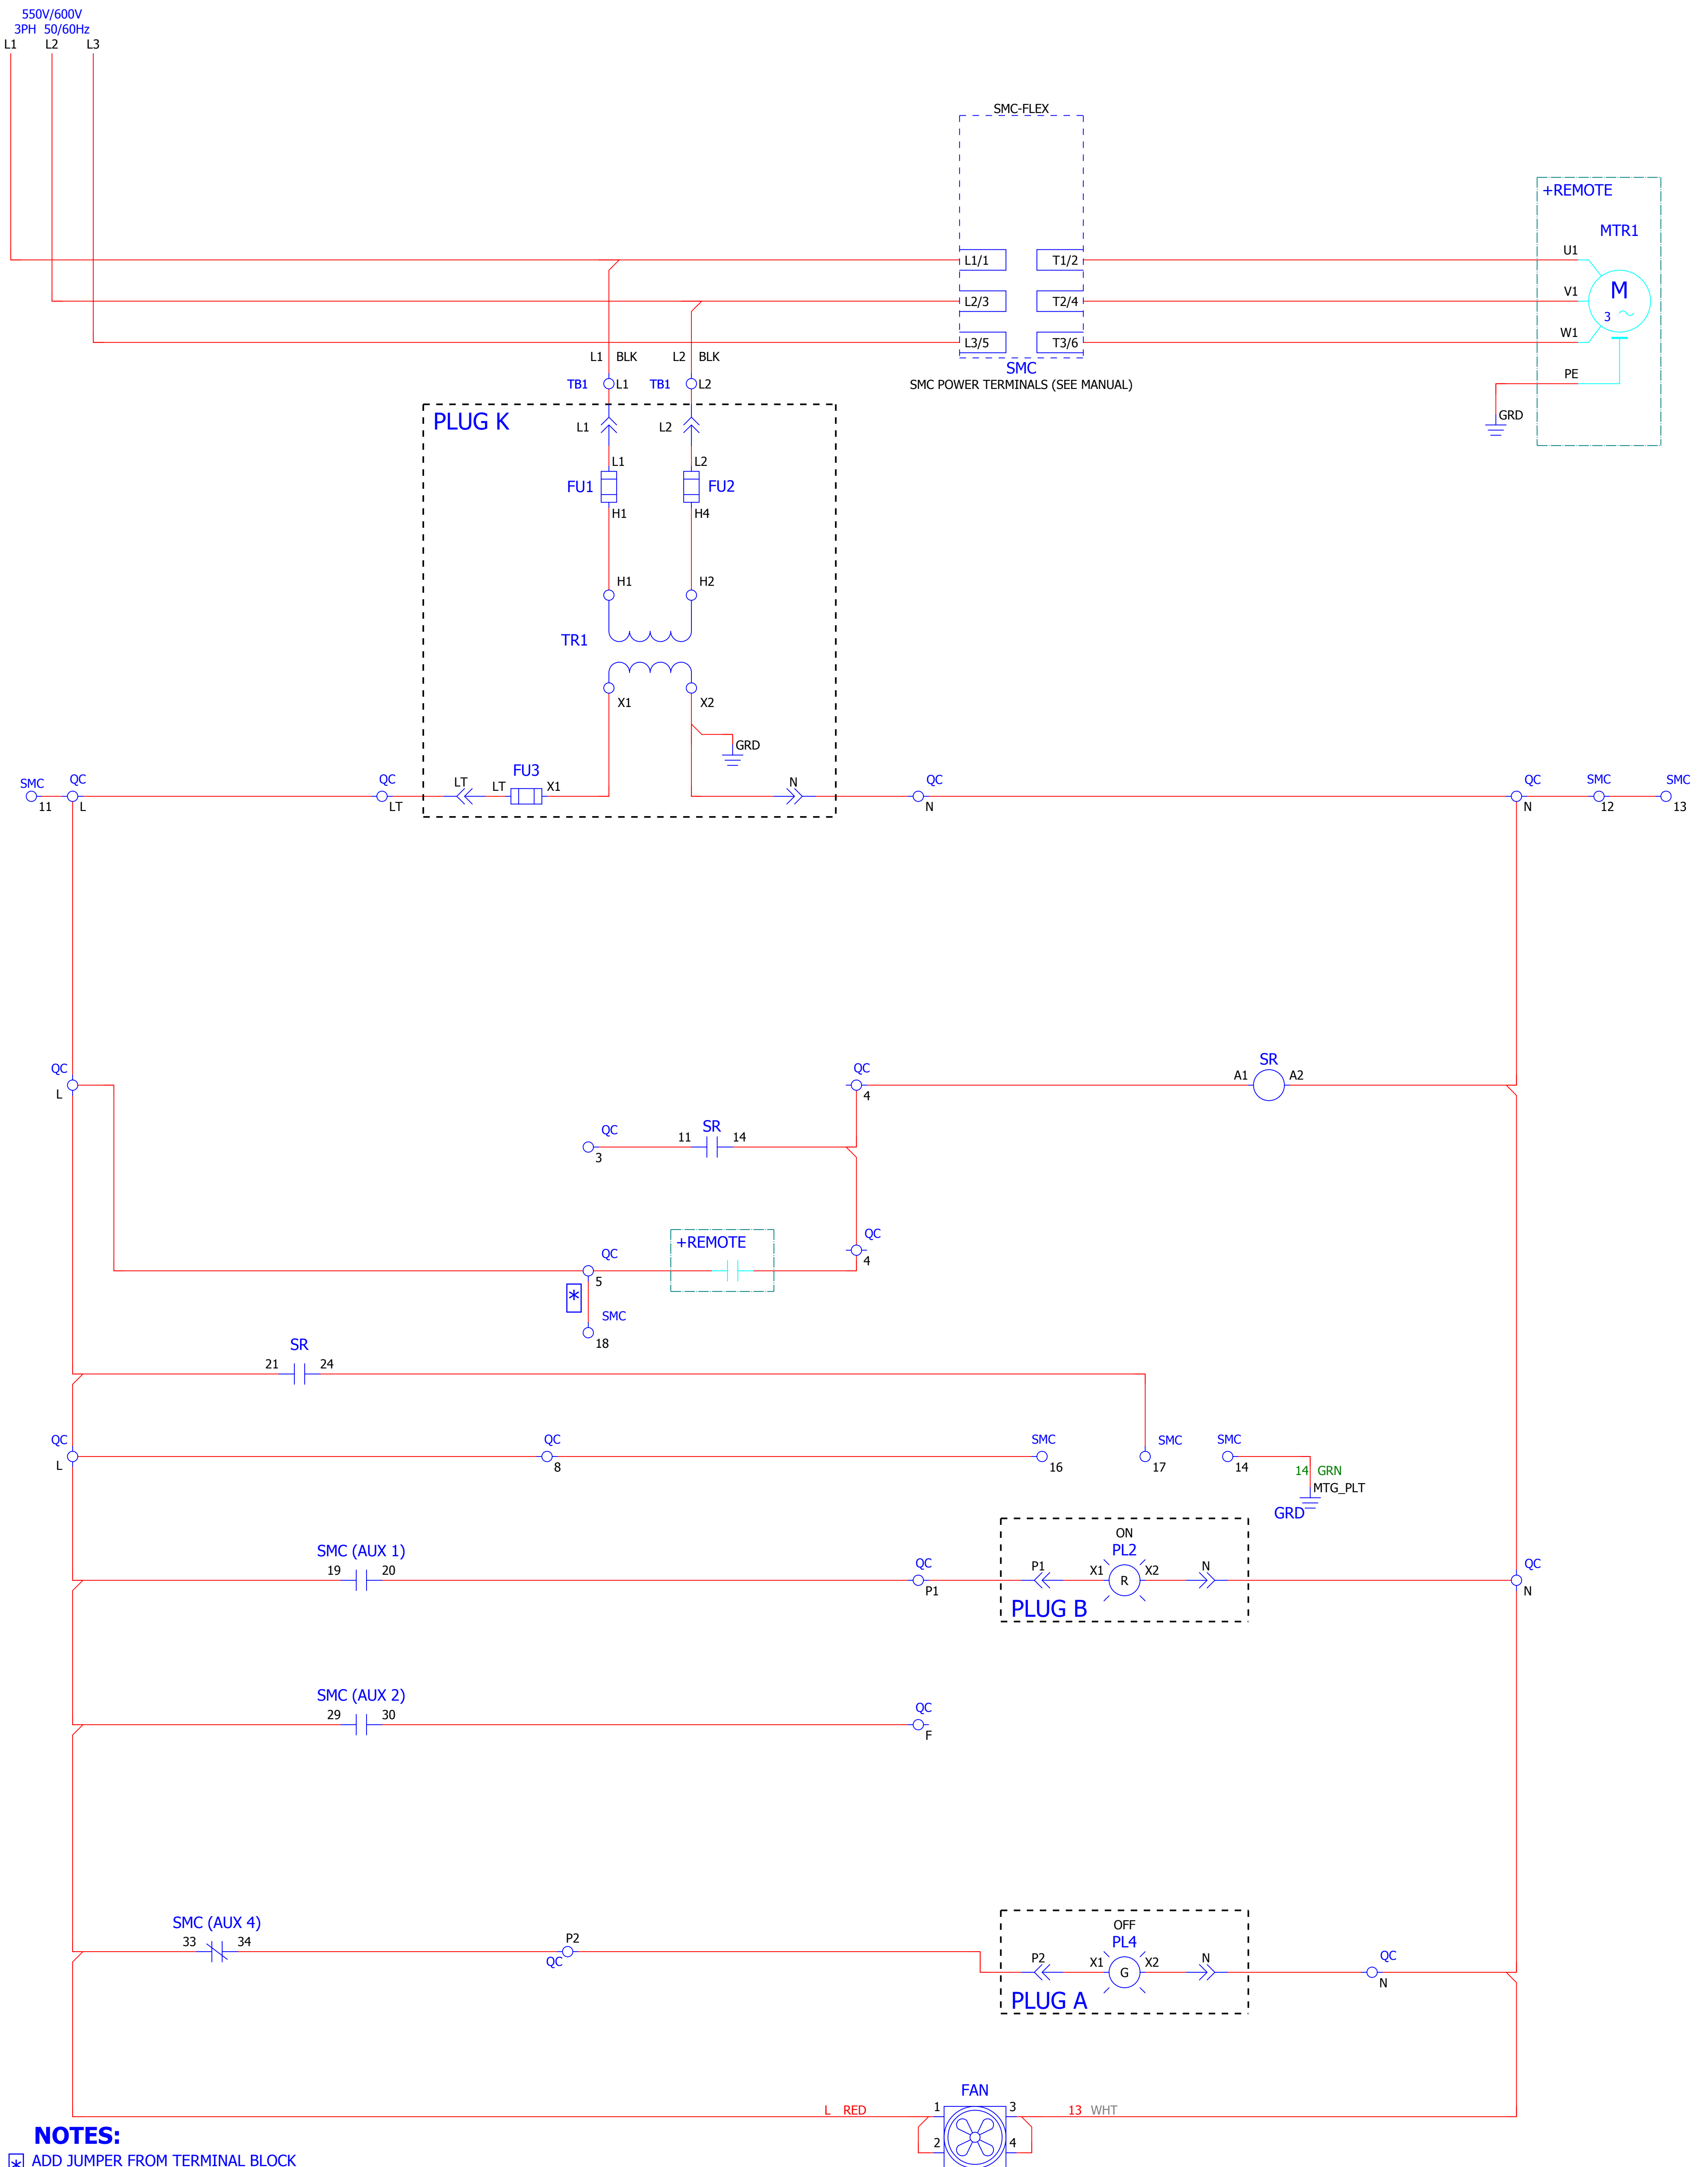 550V/600V
3PH 50/60Hz
L1 L2 L3
SMC-FLEX
+REMOTE
MTR1
L1/1 T1/2 U1
L2/3 T2/4 V1 M
3
L3/5 T3/6 W1
L1 BLK L2 BLK
SMC
SMC POWER TERMINALS (SEE MANUAL)
TB1 L1 TB1 L2
PE
GRD
PLUG K
L1 L2
L1 L2
FU1 FU2
H1 H4
H1 H2
TR1
X1 X2
GRD
FU3
SMC QC QC LT LT X1 N QC QC SMC SMC
11 L LT N N 12 13
QC QC SR
L 4 A1 A2
QC SR
3 11 14
+REMOTE QC
4
QC
5
*
SMC
18
SR
21 24
QC QC SMC SMC SMC
L 8 16 17 14
14 GRN
MTG_PLT
GRD
ON
SMC (AUX 1) PL2
19 20 QC P1 X1 R X2 N QC
P1 N
PLUG B
SMC (AUX 2)
29 30 QC
F
SMC (AUX 4) OFF
33 34 P2 PL4
QC P2 X1 G X2 N QC
N
PLUG A
FAN
L RED 1 3 13 WHT
2 4
NOTES:
* ADD JUMPER FROM TERMINAL BLOCK